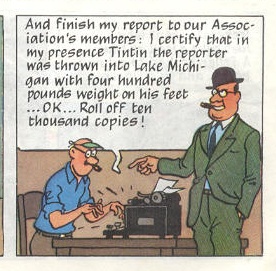 And finish my report to our Assoc-
iation's members: I certify that in
my presence Tintin the reporter
was thrown into Lake Michi-
gan with four hundred
pounds weight on his feet
...OK... Roll off ten
thousand copies!